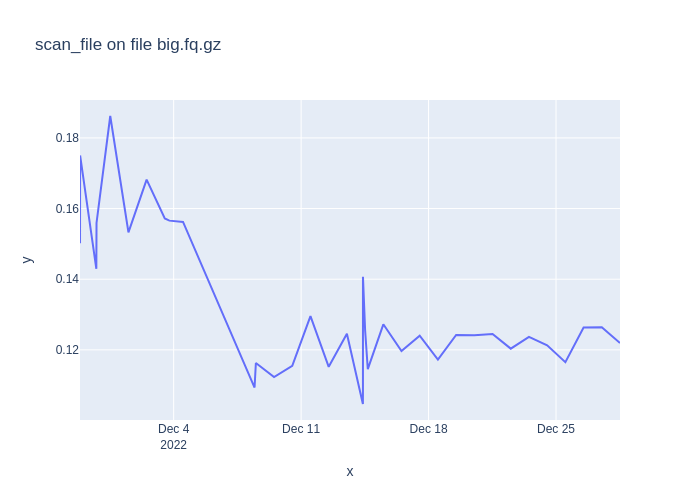 scan_file on file big.fq.gz
0.18
0.16
0.14
0.12
y
Dec 4
2022
Dec 11
Dec 18
Dec 25
x